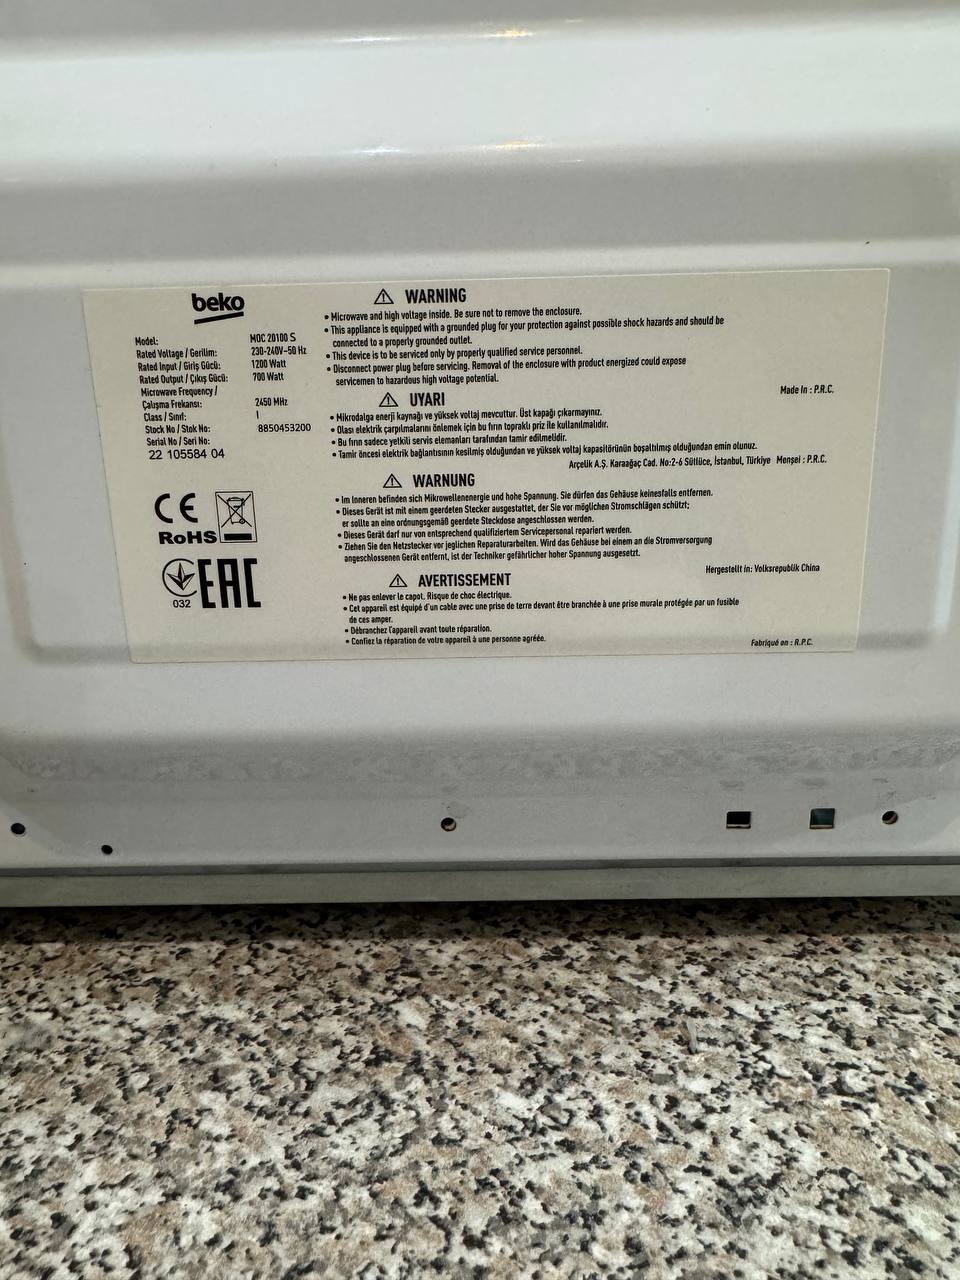 beko
Model: MOC 20100 S
Rated Voltage / Gerilim: 230-240V~50 Hz
Rated Input / Giriş Gücü: 1200 Watt
Rated Output / Çıkış Gücü: 700 Watt
Microwave Frequency /
Çalışma Frekansı: 2450 MHz
Class / Sınıf: I
Stock No / Stok No: 8850453200
Serial No / Seri No:
22 105584 04
CE
RoHS
032
EAC
WARNING
• Microwave and high voltage inside. Be sure not to remove the enclosure.
• This appliance is equipped with a grounded plug for your protection against possible shock hazards and should be
connected to a properly grounded outlet.
• This device is to be serviced only by properly qualified service personnel.
• Disconnect power plug before servicing. Removal of the enclosure with product energized could expose
servicemen to hazardous high voltage potential.
Made In : P.R.C.
UYARI
• Mikrodalga enerji kaynağı ve yüksek voltaj mevcuttur. Üst kapağı çıkarmayınız.
• Olası elektrik çarpılmalarını önlemek için bu fırın topraklı priz ile kullanılmalıdır.
• Bu fırın sadece yetkili servis elemanları tarafından tamir edilmelidir.
• Tamir öncesi elektrik bağlantısının kesilmiş olduğundan ve yüksek voltaj kapasitörünün boşaltılmış olduğundan emin olunuz.
Arçelik A.Ş. Karaağaç Cad. No:2-6 Sütlüce, İstanbul, Türkiye Menşei : P.R.C.
WARNUNG
• Im Inneren befinden sich Mikrowellenenergie und hohe Spannung. Sie dürfen das Gehäuse keinesfalls entfernen.
• Dieses Gerät ist mit einem geerdeten Stecker ausgestattet, der Sie vor möglichen Stromschlägen schützt;
er sollte an eine ordnungsgemäß geerdete Steckdose angeschlossen werden.
• Dieses Gerät darf nur von entsprechend qualifiziertem Servicepersonal repariert werden.
• Ziehen Sie den Netzstecker vor jeglichen Reparaturarbeiten. Wird das Gehäuse bei einem an die Stromversorgung
angeschlossenen Gerät entfernt, ist der Techniker gefährlicher hoher Spannung ausgesetzt.
Hergestellt in: Volksrepublik China
AVERTISSEMENT
• Ne pas enlever le capot. Risque de choc électrique.
• Cet appareil est équipé d'un cable avec une prise de terre devant être branchée à une prise murale protégée par un fusible
de ces amper.
• Débranchez l'appareil avant toute réparation.
• Confiez la réparation de votre appareil à une personne agréée.
Fabriqué en : R.P.C.